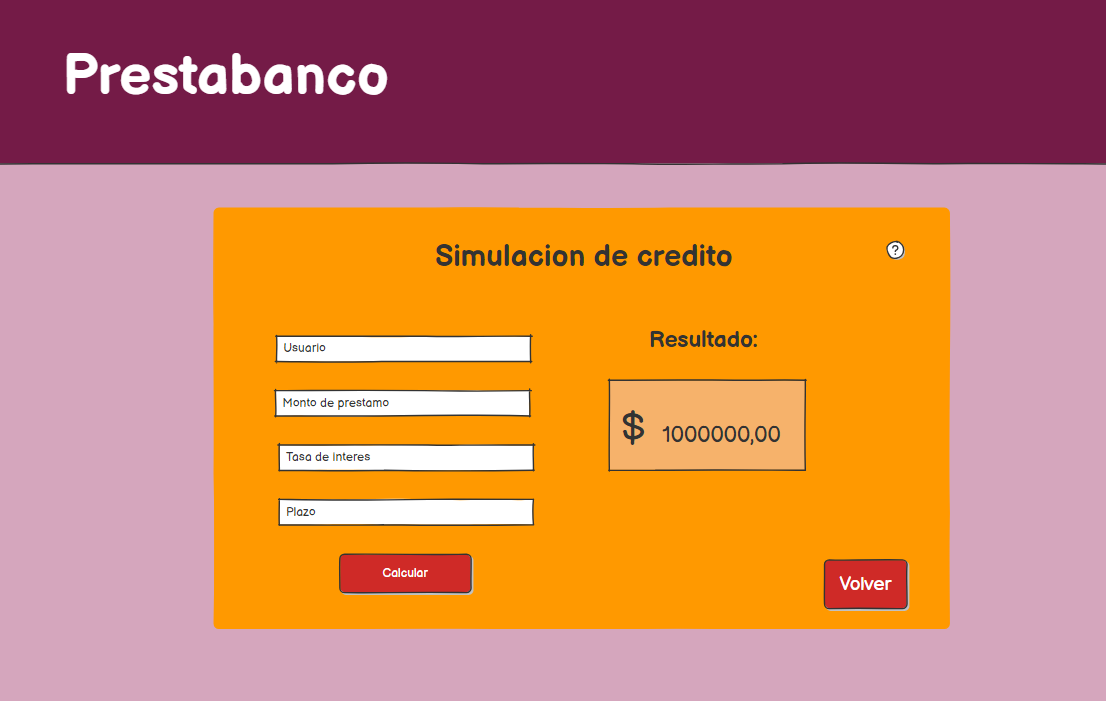 Prestabanco
Simulacion de credito
?
Usuario
Monto de prestamo
Tasa de interes
Plazo
Calcular
Resultado:
$ 1000000,00
Volver